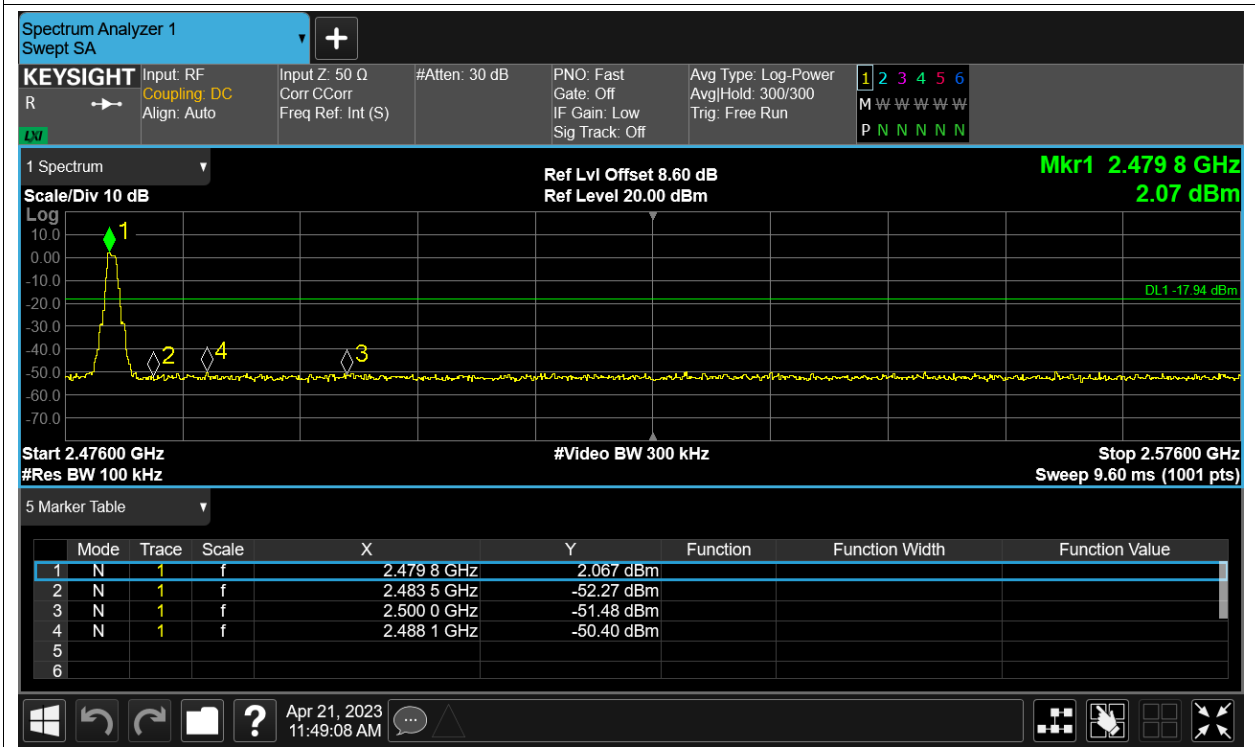 Spectrum Analyzer 1
Swept SA
KEYSIGHT Input: RF Input Z: 50 Ω #Atten: 30 dB PNO: Fast Avg Type: Log-Power 1 2 3 4 5 6
R Coupling: DC Corr CCorr Gate: Off Avg|Hold: 300/300 M W W W W W W
Align: Auto Freq Ref: Int (S) IF Gain: Low Trig: Free Run
LXI Sig Track: Off P N N N N N N
1 Spectrum Ref Lvl Offset 8.60 dB Mkr1 2.479 8 GHz
Scale/Div 10 dB Ref Level 20.00 dBm 2.07 dBm
Log
10.0 1
0.00
-10.0
DL1 -17.94 dBm
-20.0
-30.0
-40.0 2 4 3
-50.0
-60.0
-70.0
Start 2.47600 GHz #Video BW 300 kHz Stop 2.57600 GHz
#Res BW 100 kHz Sweep 9.60 ms (1001 pts)
5 Marker Table
Mode Trace Scale X Y Function Function Width Function Value
1 N 1 f 2.479 8 GHz 2.067 dBm
2 N 1 f 2.483 5 GHz -52.27 dBm
3 N 1 f 2.500 0 GHz -51.48 dBm
4 N 1 f 2.488 1 GHz -50.40 dBm
5
6
? Apr 21, 2023
11:49:08 AM